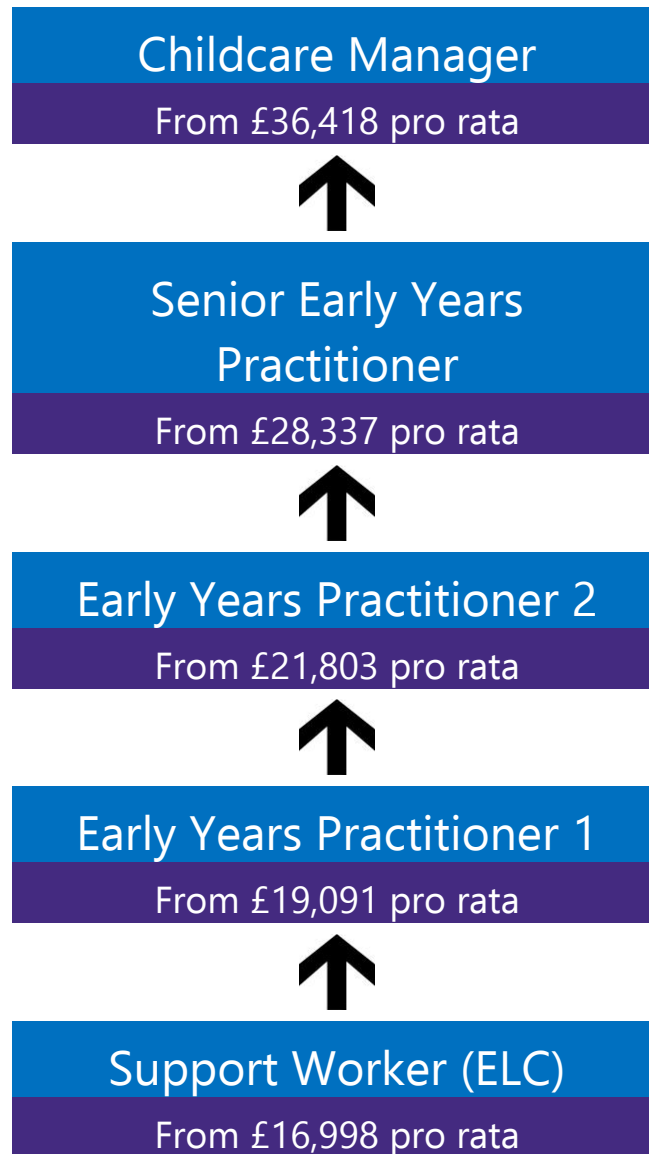 Childcare Manager
From £36,418 pro rata
Senior Early Years
Practitioner
From £28,337 pro rata
Early Years Practitioner 2
From £21,803 pro rata
Early Years Practitioner 1
From £19,091 pro rata
Support Worker (ELC)
From £16,998 pro rata